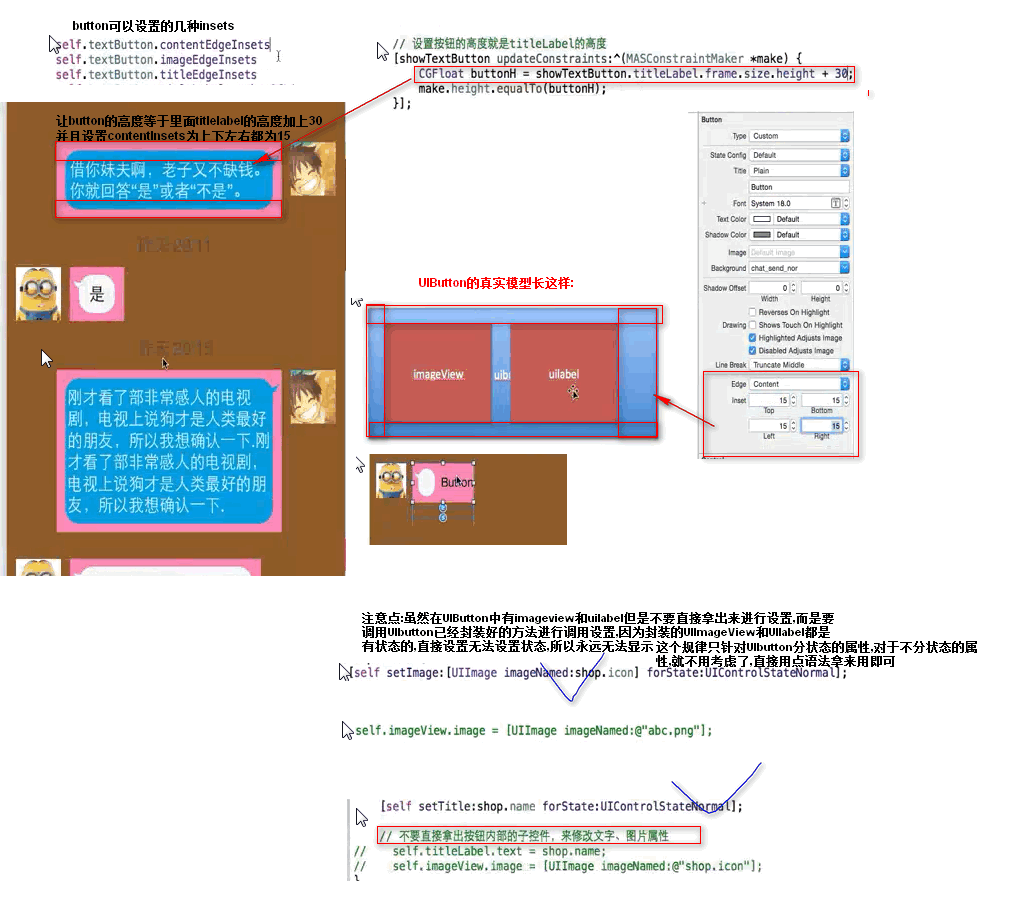 button可以设置的几种insets
self.textButton.contentEdgeInsets
self.textButton.imageEdgeInsets
self.textButton.titleEdgeInsets
// 设置按钮的高度就是titleLabel的高度
[showTextButton updateConstraints:^(MASConstraintMaker *make) {
CGFloat buttonH = showTextButton.titleLabel.frame.size.height + 30;
make.height.equalTo(buttonH);
}];
让button的高度等于里面titlelabel的高度加上30
并且设置contentInsets为上下左右都为15
借你妹夫啊，老子又不缺钱。
你就回答“是”或者“不是”。
昨天 20:11
是
昨天 20:15
刚才看了部非常感人的电视
剧，电视上说狗才是人类最好
的朋友，所以我想确认一下.刚
才看了部非常感人的电视剧，
电视上说狗才是人类最好的朋
友，所以我想确认一下.
Button
Type Custom
State Config Default
Title Plain
Button
Font System 18.0
Text Color Default
Shadow Color Default
Image Default Image
Background chat_send_nor
Shadow Offset 0 0
Width Height
Reverses On Highlight
Drawing Shows Touch On Highlight
Highlighted Adjusts Image
Disabled Adjusts Image
Line Break Truncate Middle
Edge Content
Inset 15 15
Top Bottom
15 15
Left Right
UIButton的真实模型长这样:
imageView
uilabel
Button
注意点:虽然在UIButton中有imageview和uilabel但是不要直接拿出来进行设置,而是要
调用UIbutton已经封装好的方法进行调用设置,因为封装的UIImageView和UIlabel都是
有状态的,直接设置无法设置状态,所以永远无法显示
这个规律只针对UIbutton分状态的属性,对于不分状态的属
性,就不用考虑了,直接用点语法拿来用即可
[self setImage:[UIImage imageNamed:shop.icon] forState:UIControlStateNormal];
self.imageView.image = [UIImage imageNamed:@"abc.png"];
[self setTitle:shop.name forState:UIControlStateNormal];
// 不要直接拿出按钮内部的子控件，来修改文字、图片属性
// self.titleLabel.text = shop.name;
// self.imageView.image = [UIImage imageNamed:@"shop.icon"];
}